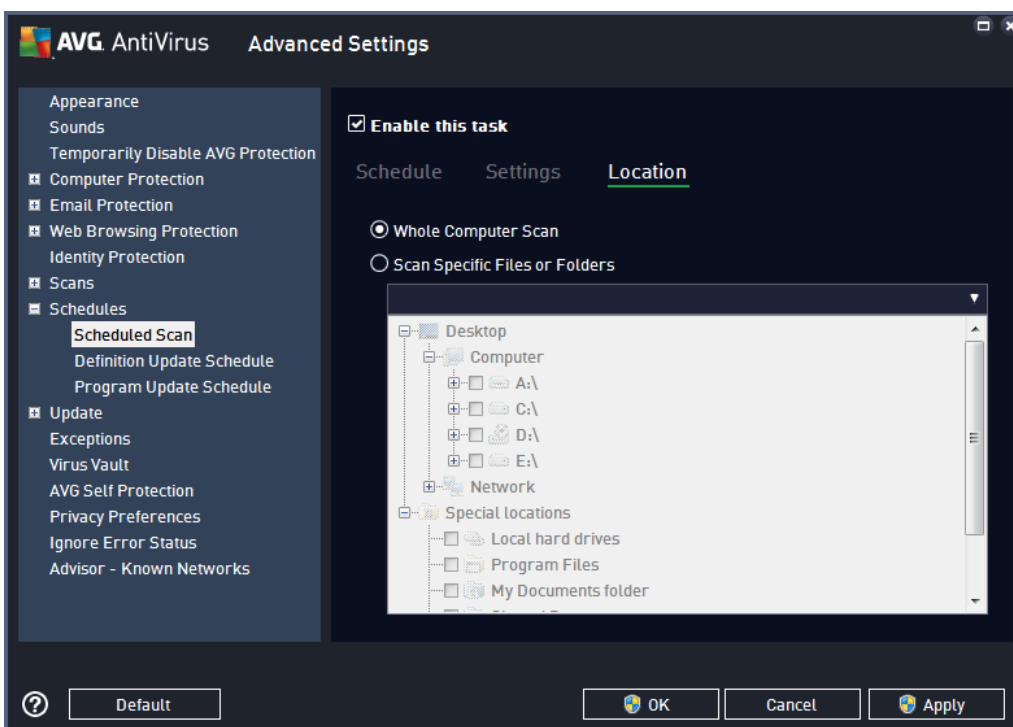 AVG. AntiVirus Advanced Settings
Appearance
Sounds
Temporarily Disable AVG Protection
Computer Protection
Email Protection
Web Browsing Protection
Identity Protection
Scans
Schedules
Scheduled Scan
Definition Update Schedule
Program Update Schedule
Update
Exceptions
Virus Vault
AVG Self Protection
Privacy Preferences
Ignore Error Status
Advisor - Known Networks
Enable this task
Schedule Settings Location
Whole Computer Scan
Scan Specific Files or Folders
Desktop
Computer
A:\
C:\
D:\
E:\
Network
Special locations
Local hard drives
Program Files
My Documents folder
? Default OK Cancel Apply